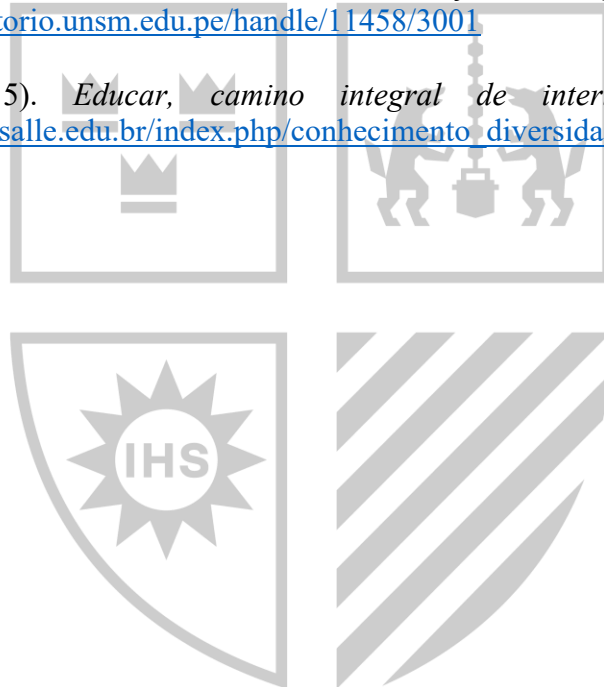 torio.unsm.edu.pe/handle/11458/3001
5). Educar, camino integral de inter
salle.edu.br/index.php/conhecimento_diversida
IHS